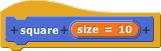 + square + size = 10 +